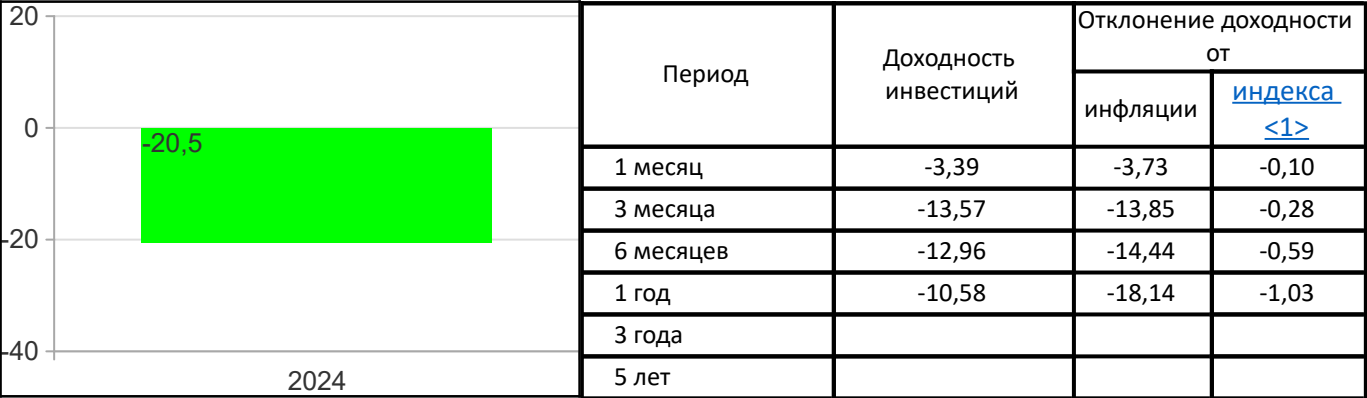 20
0
-20
-40
-20,5
2024
Период
Доходность
инвестиций
Отклонение доходности
от
инфляции
индекса
<1>
1 месяц -3,39 -3,73 -0,10
3 месяца -13,57 -13,85 -0,28
6 месяцев -12,96 -14,44 -0,59
1 год -10,58 -18,14 -1,03
3 года
5 лет